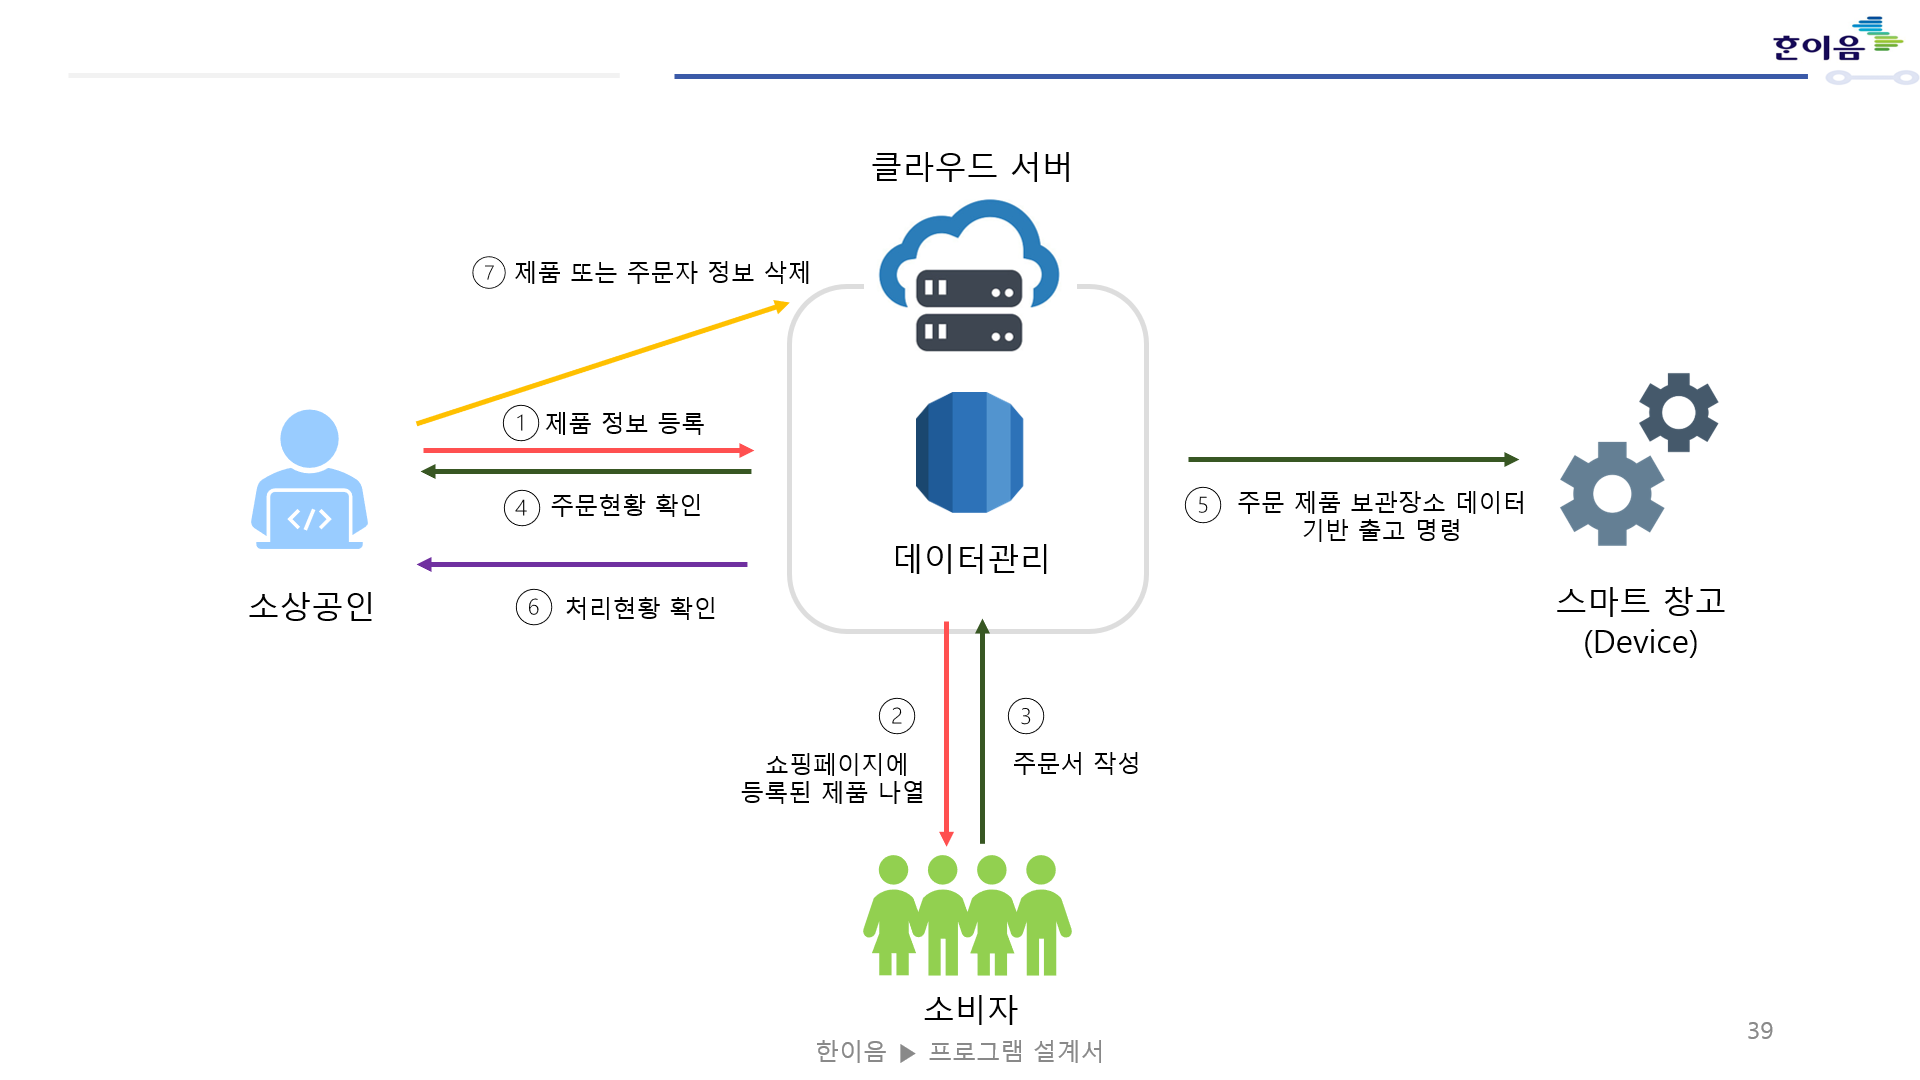 한이음
클라우드 서버
⑦ 제품 또는 주문자 정보 삭제
① 제품 정보 등록
④ 주문현황 확인
⑥ 처리현황 확인
소상공인
데이터관리
⑤ 주문 제품 보관장소 데이터
기반 출고 명령
스마트 창고
(Device)
②
쇼핑페이지에
등록된 제품 나열
③
주문서 작성
소비자
한이음 ▶ 프로그램 설계서
39